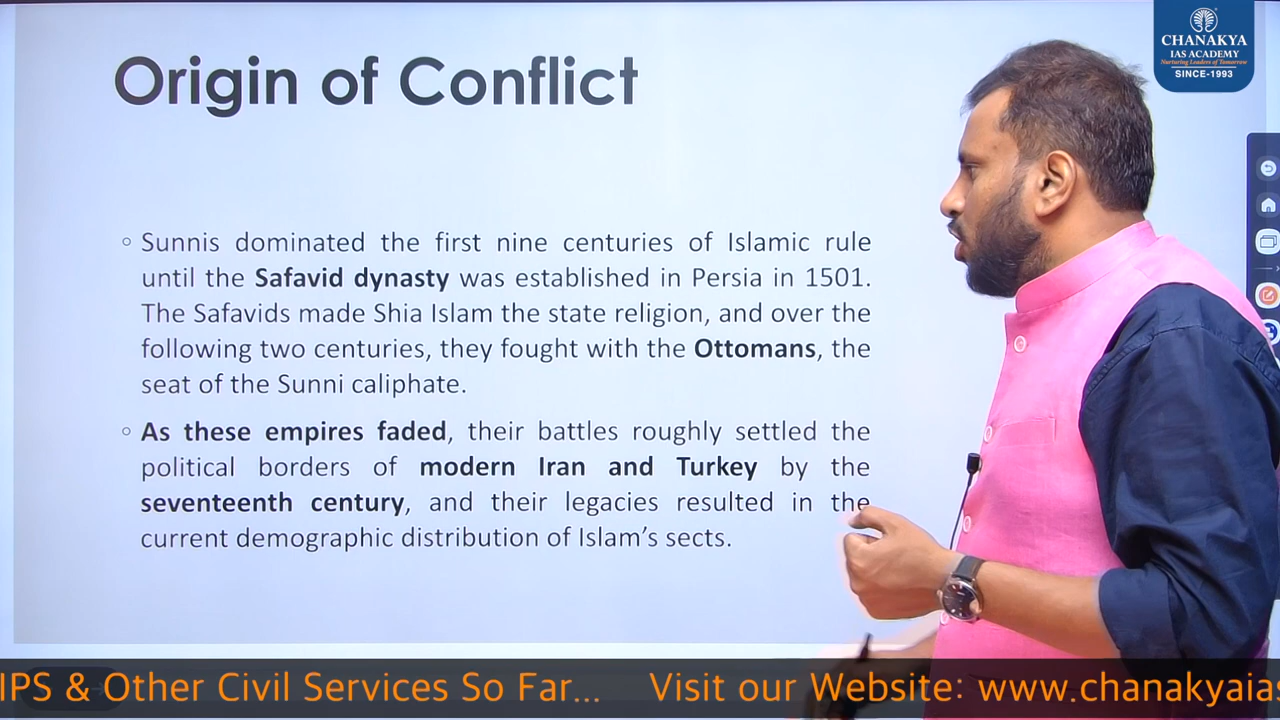 Origin of Conflict
CHANAKYA
IAS ACADEMY
Nurturing Leaders of Tomorrow
SINCE-1993
◦ Sunnis dominated the first nine centuries of Islamic rule
until the Safavid dynasty was established in Persia in 1501.
The Safavids made Shia Islam the state religion, and over the
following two centuries, they fought with the Ottomans, the
seat of the Sunni caliphate.
◦ As these empires faded, their battles roughly settled the
political borders of modern Iran and Turkey by the
seventeenth century, and their legacies resulted in the
current demographic distribution of Islam’s sects.
IPS & Other Civil Services So Far... Visit our Website: www.chanakyaias